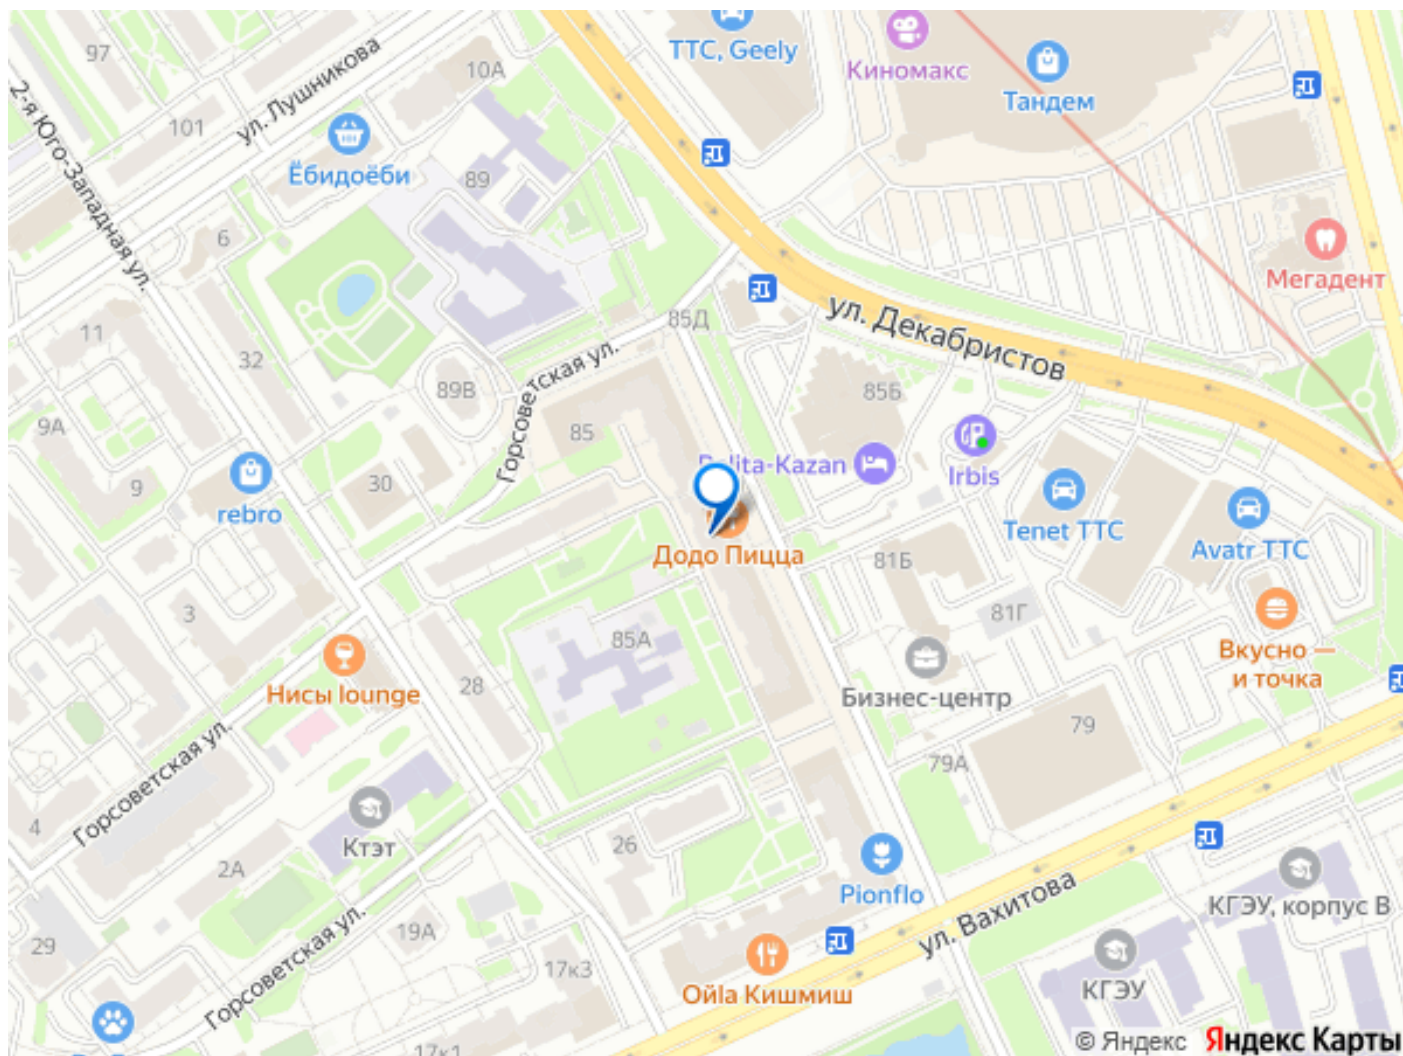 97
ул. Лушникова
10А
ТТС, Geely
Киномакс
Тандем
101
2-я Юго-Западная ул.
Ёбидоёби
89
6
Мегадент
11
32
85Д
ул. Декабристов
Горсоветская ул.
89В
85Б
9А
85
30
9
rebro
-Kazan
Irbis
Tenet ТТС
Avatr ТТС
Додо Пицца
81Б
3
81Г
85А
Вкусно —
и точка
Нисы lounge
28
Бизнес-центр
79
79А
Горсоветская ул.
4
Ктэт
26
2А
Pionflo
КГЭУ, корпус В
ул. Вахитова
29
19А
Горсоветская ул.
17к3
Ойla Кишмиш
КГЭУ
17к1
© Яндекс Яндекс Карты